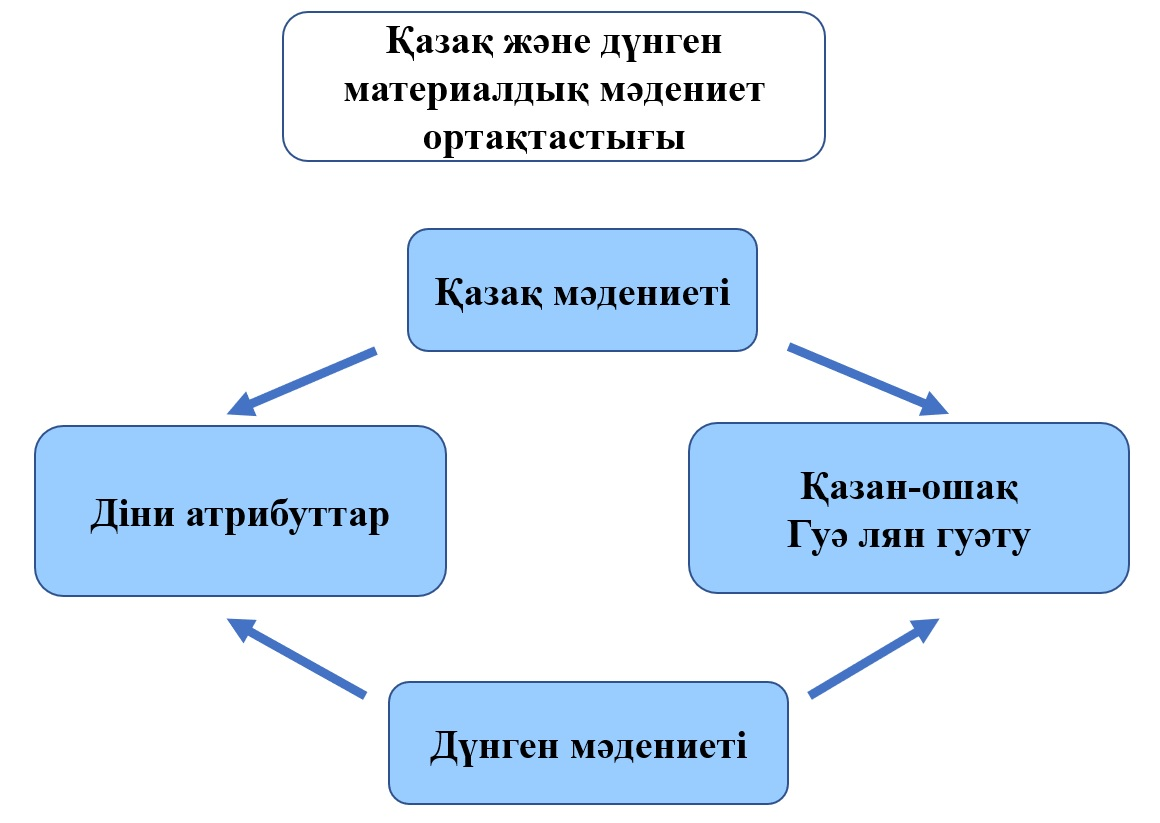 Қазақ және дүнген
материалдық мәдениет
ортақтастығы
Қазақ мәдениеті
Діни атрибуттар
Қазан-ошақ
Гуә лян гуәту
Дүнген мәдениеті